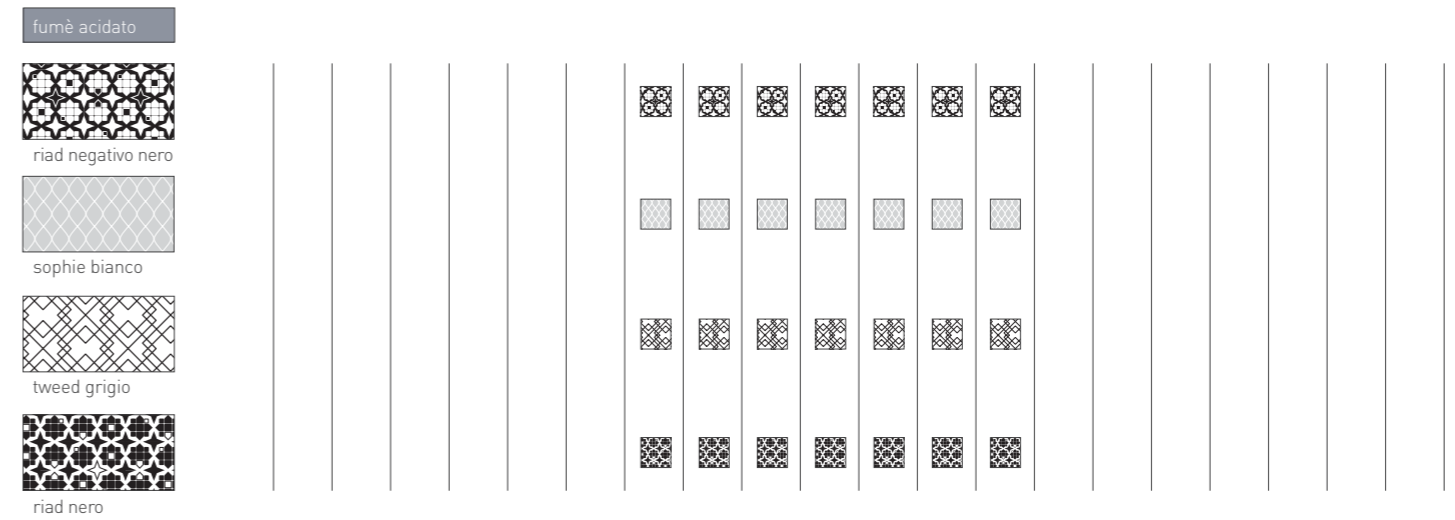 fumè acidato
riad negativo nero
sophie bianco
tweed grigio
riad nero